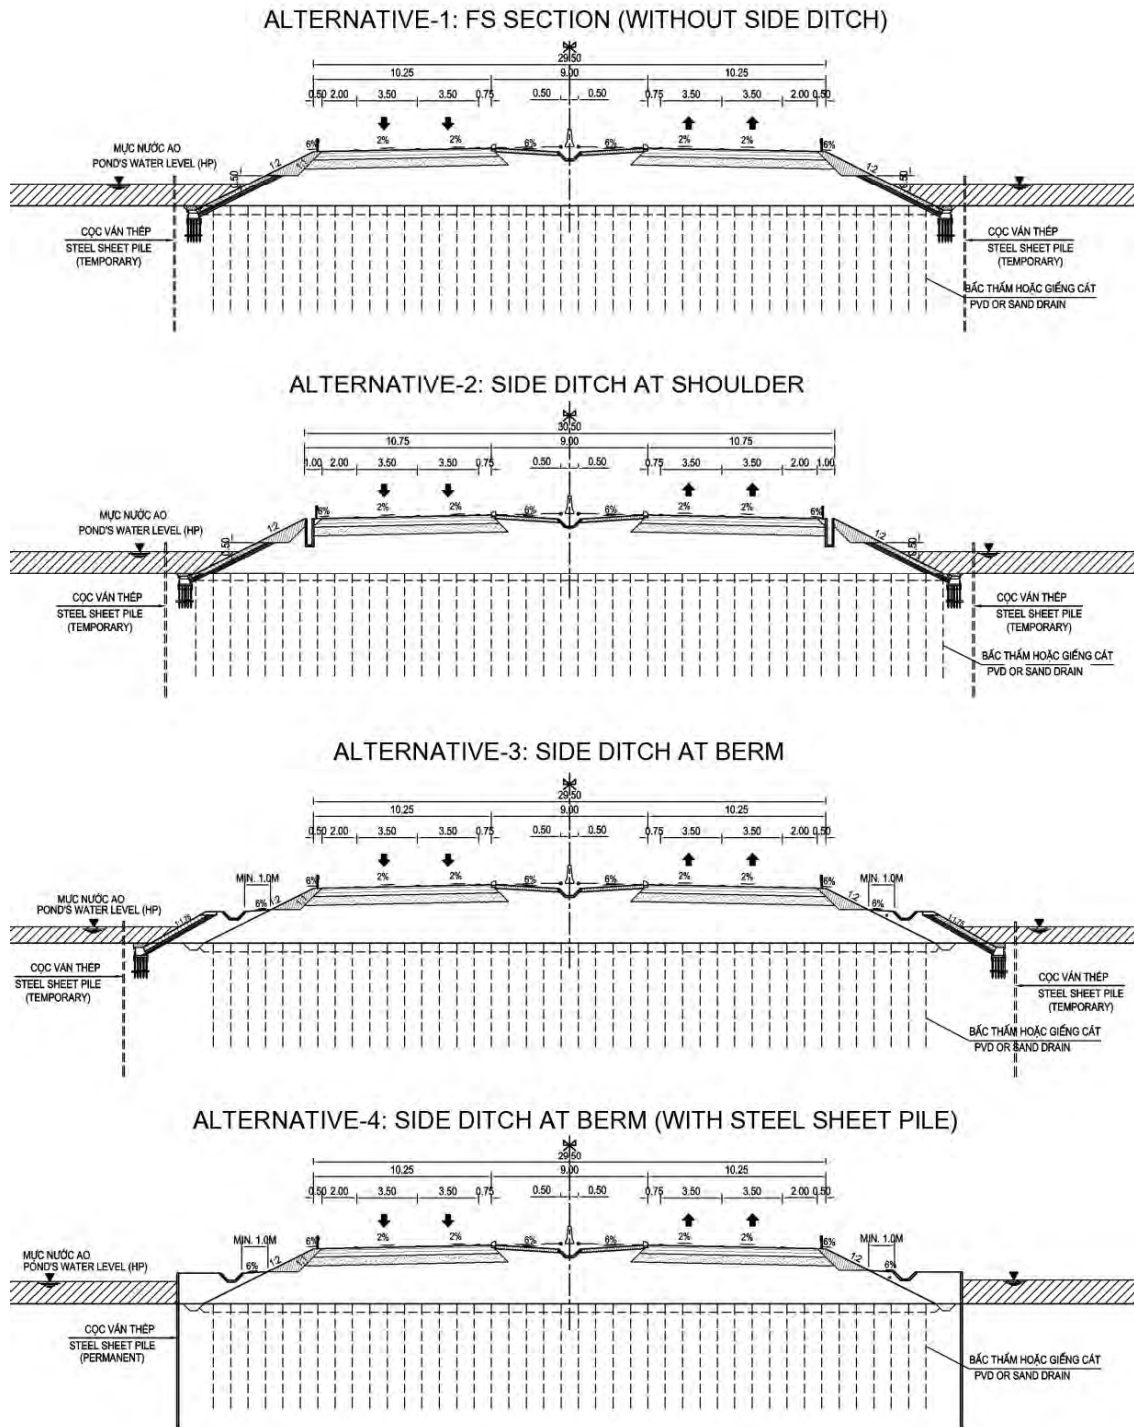 ALTERNATIVE-1: FS SECTION (WITHOUT SIDE DITCH)
29.50
10.25 9.00 10.25
0.50 2.00 3.50 3.50 0.75 0.50 0.50 0.75 3.50 3.50 2.00 0.50
MỰC NƯỚC AO
POND'S WATER LEVEL (HP)
6% 2% 2% 6% 6% 2% 2% 6%
1:2 1:2
0.50 0.50
CỌC VÁN THÉP
STEEL SHEET PILE
(TEMPORARY)
CỌC VÁN THÉP
STEEL SHEET PILE
(TEMPORARY)
BẤC THẤM HOẶC GIẾNG CÁT
PVD OR SAND DRAIN
ALTERNATIVE-2: SIDE DITCH AT SHOULDER
30.50
10.75 9.00 10.75
1.00 2.00 3.50 3.50 0.75 0.50 0.50 0.75 3.50 3.50 2.00 1.00
MỰC NƯỚC AO
POND'S WATER LEVEL (HP)
6% 2% 2% 6% 6% 2% 2% 6%
1:2 1:2
0.50 0.50
CỌC VÁN THÉP
STEEL SHEET PILE
(TEMPORARY)
CỌC VÁN THÉP
STEEL SHEET PILE
(TEMPORARY)
BẤC THẤM HOẶC GIẾNG CÁT
PVD OR SAND DRAIN
ALTERNATIVE-3: SIDE DITCH AT BERM
29.50
10.25 9.00 10.25
0.50 2.00 3.50 3.50 0.75 0.50 0.50 0.75 3.50 3.50 2.00 0.50
MIN. 1.0M MIN. 1.0M
MỰC NƯỚC AO
POND'S WATER LEVEL (HP)
6% 2% 2% 6% 6% 2% 2% 6%
1:1.75 6% 1:2 1:2 6% 1:1.75
CỌC VÁN THÉP
STEEL SHEET PILE
(TEMPORARY)
CỌC VÁN THÉP
STEEL SHEET PILE
(TEMPORARY)
BẤC THẤM HOẶC GIẾNG CÁT
PVD OR SAND DRAIN
ALTERNATIVE-4: SIDE DITCH AT BERM (WITH STEEL SHEET PILE)
29.50
10.25 9.00 10.25
0.50 2.00 3.50 3.50 0.75 0.50 0.50 0.75 3.50 3.50 2.00 0.50
MIN. 1.0M MIN. 1.0M
MỰC NƯỚC AO
POND'S WATER LEVEL (HP)
6% 2% 2% 6% 6% 2% 2% 6%
6% 1:2 1:2 6%
CỌC VÁN THÉP
STEEL SHEET PILE
(PERMANENT)
BẤC THẤM HOẶC GIẾNG CÁT
PVD OR SAND DRAIN